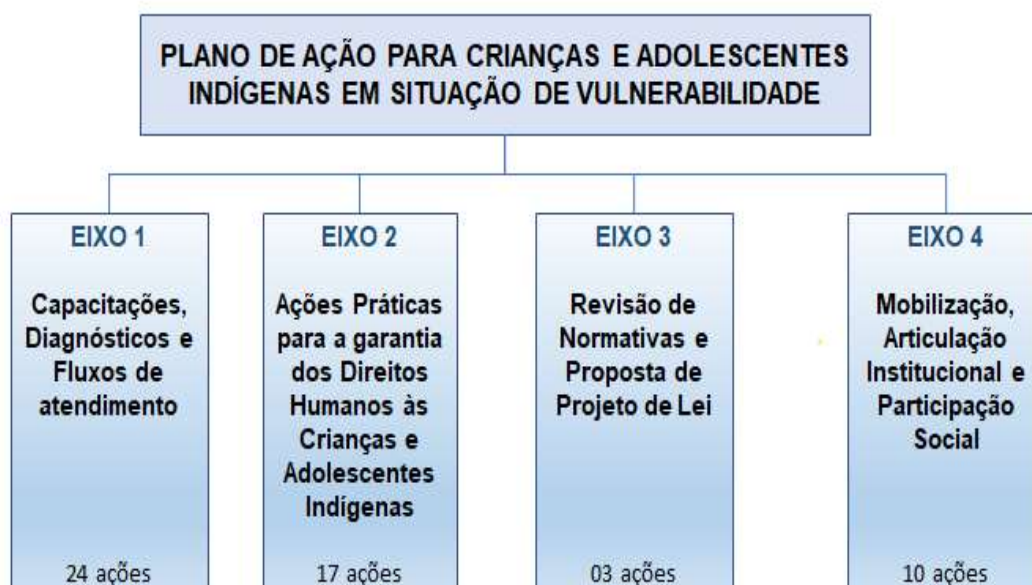 PLANO DE AÇÃO PARA CRIANÇAS E ADOLESCENTES
INDÍGENAS EM SITUAÇÃO DE VULNERABILIDADE
EIXO 1
Capacitações,
Diagnósticos e
Fluxos de
atendimento
24 ações
EIXO 2
Ações Práticas
para a garantia
dos Direitos
Humanos às
Crianças e
Adolescentes
Indígenas
17 ações
EIXO 3
Revisão de
Normativas e
Proposta de
Projeto de Lei
03 ações
EIXO 4
Mobilização,
Articulação
Institucional e
Participação
Social
10 ações